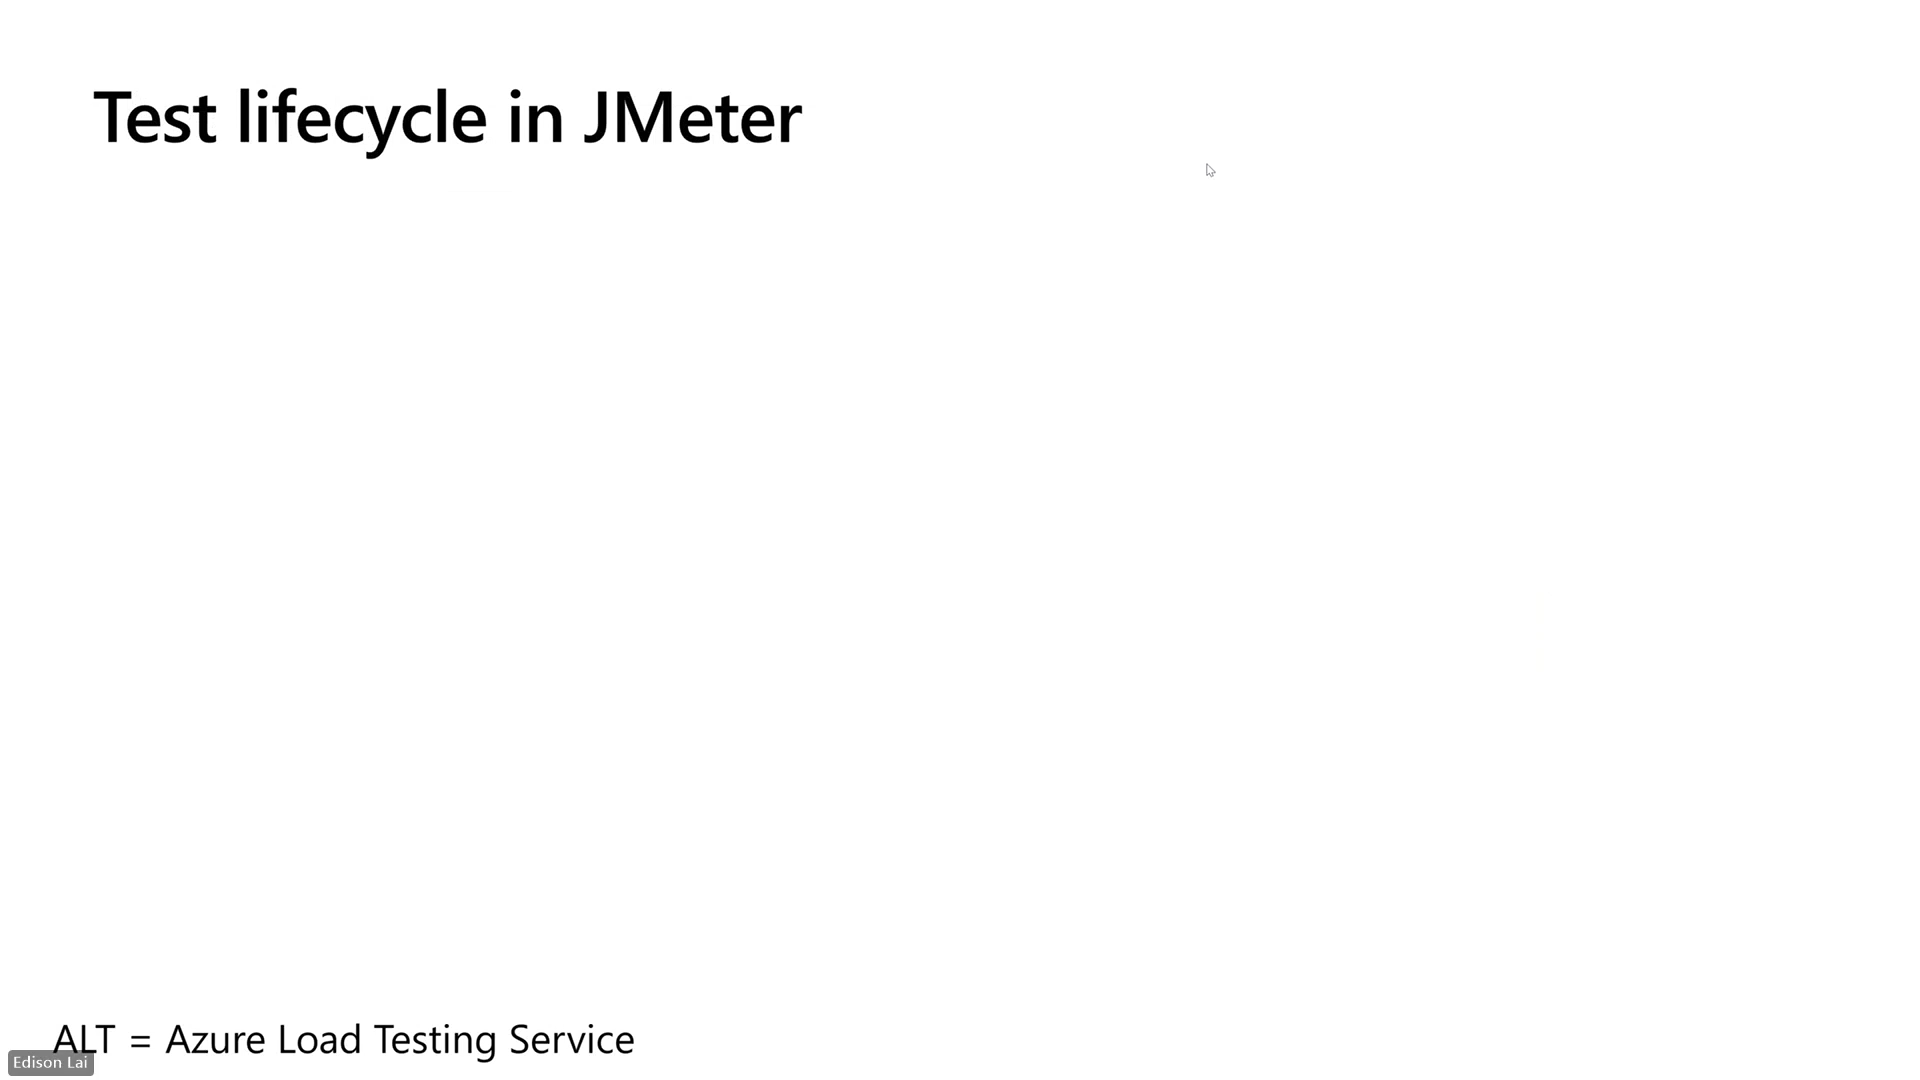 Test lifecycle in JMeter
ALT = Azure Load Testing Service
Edison Lai